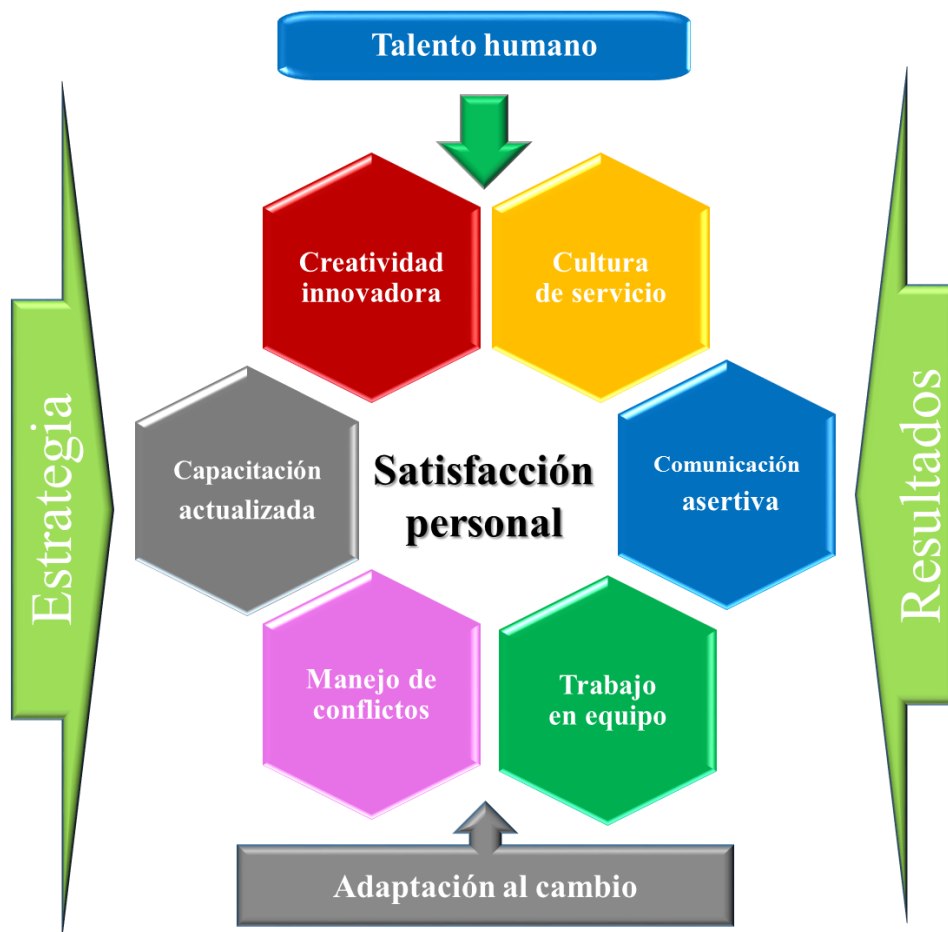 Talento humano
Creatividad
innovadora
Cultura
de servicio
Estrategia
Capacitación
actualizada
Satisfacción
personal
Comunicación
asertiva
Resultados
Manejo de
conflictos
Trabajo
en equipo
Adaptación al cambio